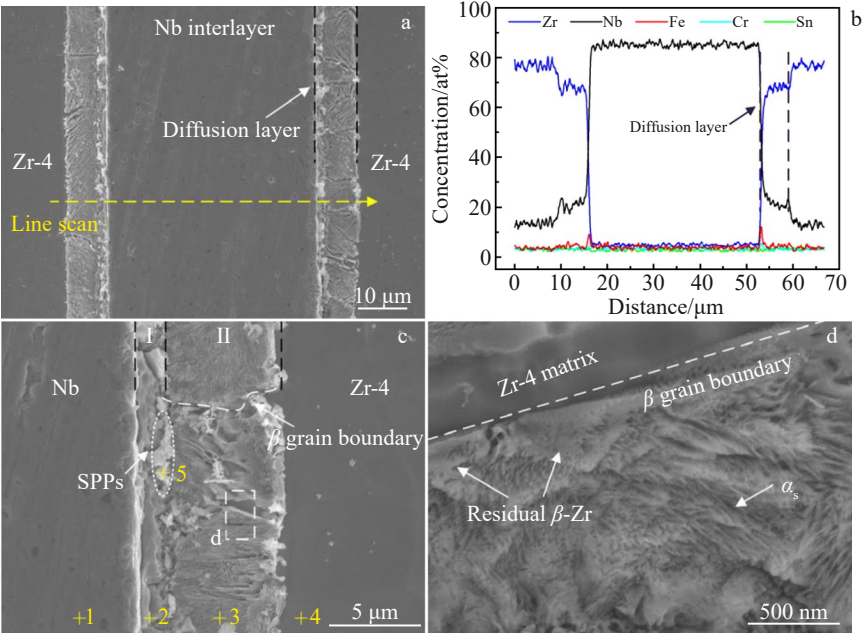 a
Nb interlayer
Diffusion layer
Zr-4
Zr-4
Line scan
10 μm
b
Zr Nb Fe Cr Sn
Concentration/at%
100
80
60
40
20
0
Diffusion layer
0 10 20 30 40 50 60 70
Distance/μm
c
I II
Nb
Zr-4
β grain boundary
SPPs
+5
d
+1 +2 +3 +4
5 μm
d
Zr-4 matrix
β grain boundary
αs
Residual β-Zr
500 nm